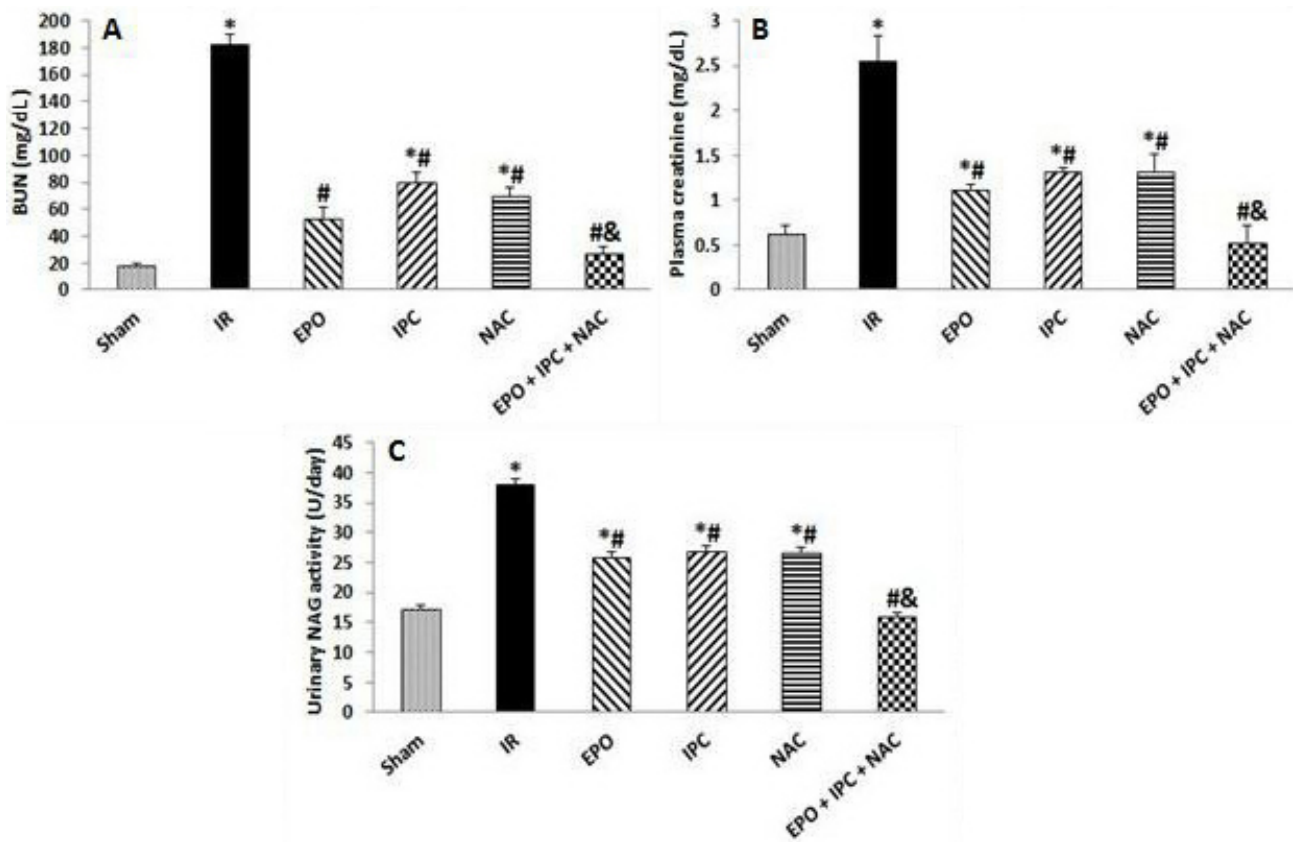 A
BUN (mg/dL)
200
180
160
140
120
100
80
60
40
20
0
*
#
*#
*#
#&
Sham
IR
EPO
IPC
NAC
EPO + IPC + NAC
B
Plasma creatinine (mg/dL)
3
2.5
2
1.5
1
0.5
0
*
*#
*#
*#
#&
Sham
IR
EPO
IPC
NAC
EPO + IPC + NAC
C
Urinary NAG activity (U/day)
45
40
35
30
25
20
15
10
5
0
*
*#
*#
*#
#&
Sham
IR
EPO
IPC
NAC
EPO + IPC + NAC